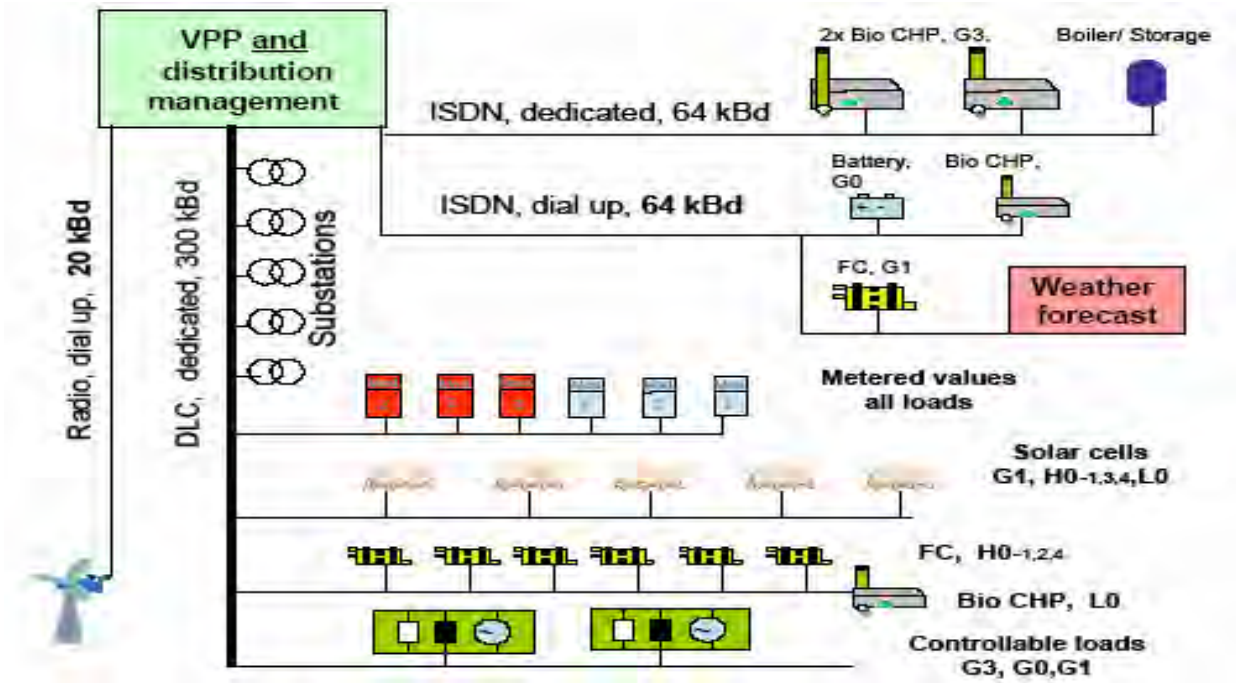 VPP and
distribution
management
2x Bio CHP, G3,
Boiler/ Storage
ISDN, dedicated, 64 kBd
Battery,
G0
Bio CHP,
ISDN, dial up, 64 kBd
FC, G1
Weather
forecast
Radio, dial up, 20 kBd
DLC, dedicated, 300 kBd
Substations
Metered values
all loads
Solar cells
G1, H0-1,3,4,L0
FC, H0-1,2,4
Bio CHP, L0
Controllable loads
G3, G0,G1